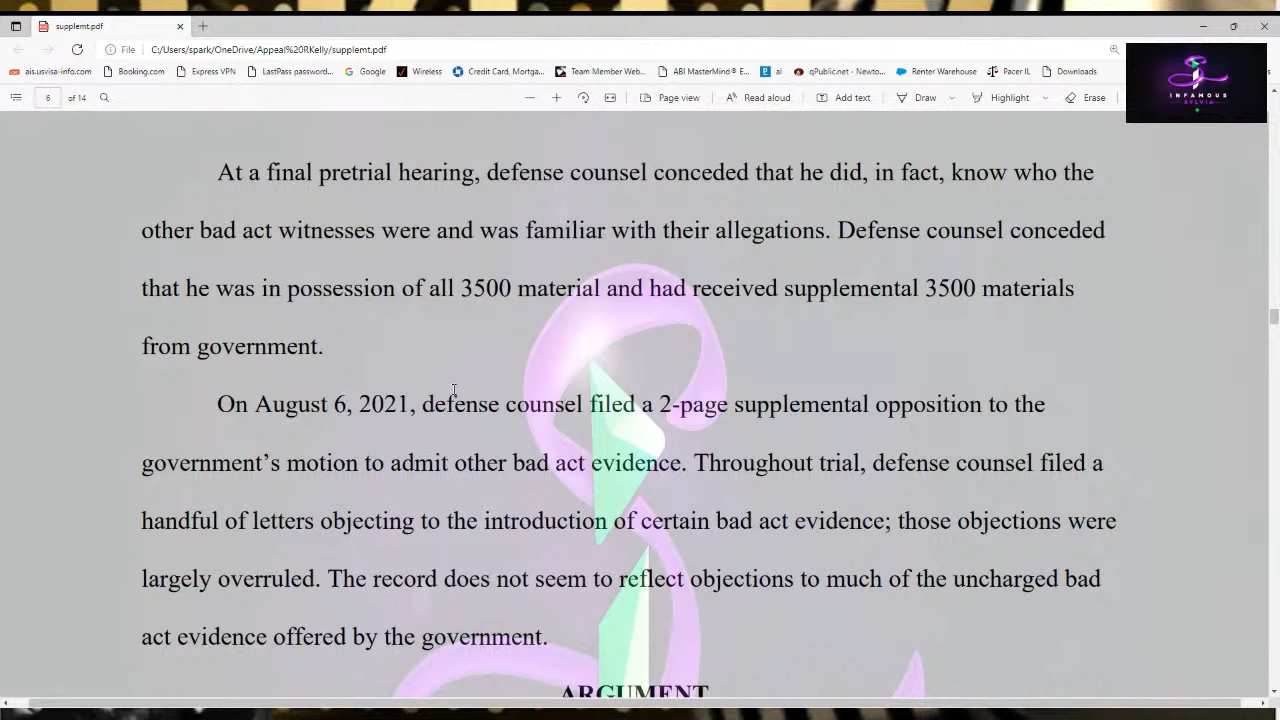 supplemt.pdf
File C:/Users/spark/OneDrive/Appeal%20RKelly/supplemt.pdf
ais.usvisa-info.com Booking.com Express VPN LastPass password... Google Wireless Credit Card, Mortga... Team Member Web... ABI MasterMind ® E... al qPublic.net - Newto... Renter Warehouse Pacer IL Downloads
6 of 14 Page view Read aloud Add text Draw Highlight Erase
INFAMOUS
SYLVIA
At a final pretrial hearing, defense counsel conceded that he did, in fact, know who the
other bad act witnesses were and was familiar with their allegations. Defense counsel conceded
that he was in possession of all 3500 material and had received supplemental 3500 materials
from government.
On August 6, 2021, defense counsel filed a 2-page supplemental opposition to the
government’s motion to admit other bad act evidence. Throughout trial, defense counsel filed a
handful of letters objecting to the introduction of certain bad act evidence; those objections were
largely overruled. The record does not seem to reflect objections to much of the uncharged bad
act evidence offered by the government.
ARGUMENT